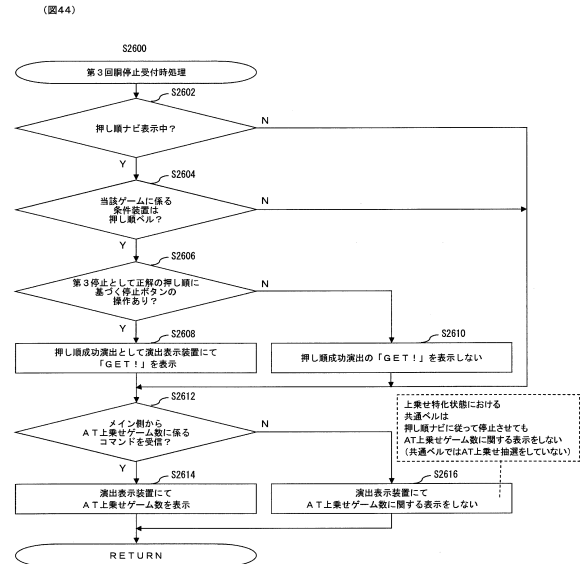 (図44)
S2600
第3回胴停止受付時処理
S2602
押し順ナビ表示中?
N
Y
S2604
当該ゲームに係る
条件装置は
押し順ベル?
N
Y
S2606
第3停止として正解の押し順に
基づく停止ボタンの
操作あり?
N
Y
S2608
押し順成功演出として演出表示装置にて
「GET!」を表示
S2610
押し順成功演出の「GET!」を表示しない
S2612
メイン側から
AT上乗せゲーム数に係る
コマンドを受信?
N
Y
上乗せ特化状態における
共通ベルは
押し順ナビに従って停止させても
AT上乗せゲーム数に関する表示をしない
(共通ベルではAT上乗せ抽選をしていない)
S2614
演出表示装置にて
AT上乗せゲーム数を表示
S2616
演出表示装置にて
AT上乗せゲーム数に関する表示をしない
RETURN